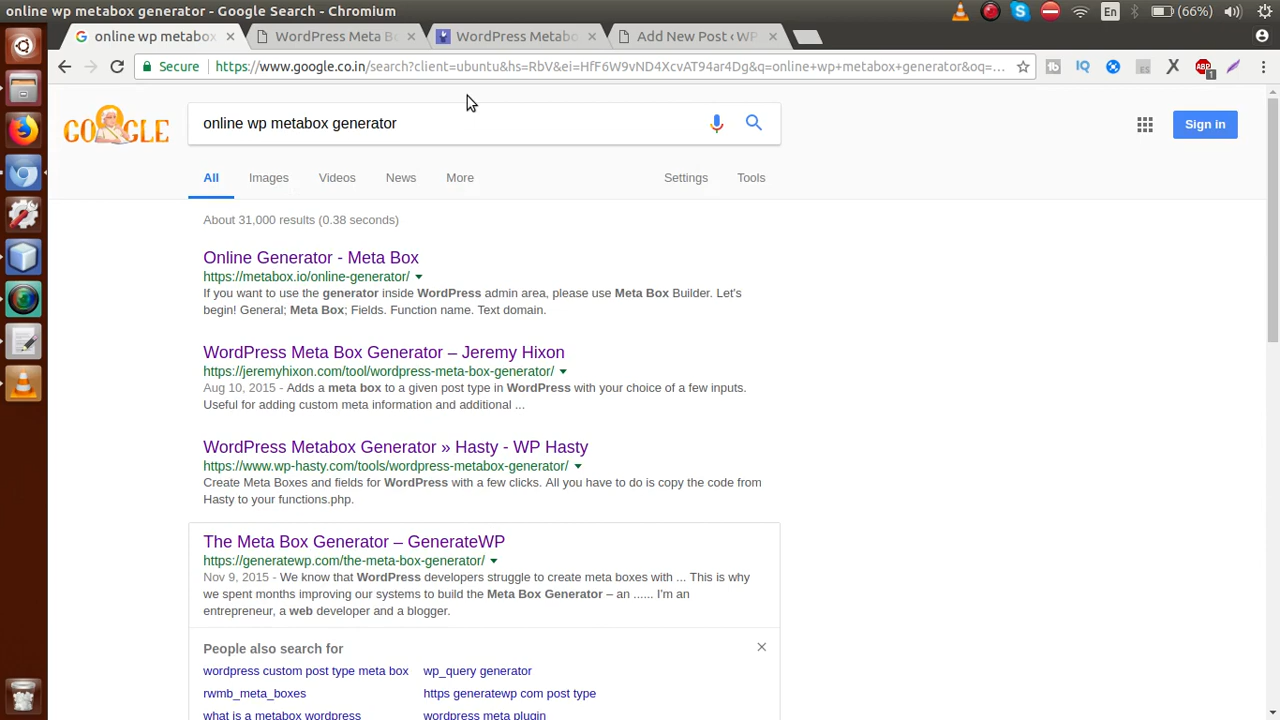 online wp metabox generator - Google Search - Chromium
En
(66%)
online wp metabox
WordPress Meta B
WordPress Metabo
Add New Post ‹ WP
Secure
https://www.google.co.in/search?client=ubuntu&hs=RbV&ei=HfF6W9vND4XcvAT94ar4Dg&q=online+wp+metabox+generator&oq=...
IQ
ES
ABP
1
GOOGLE
online wp metabox generator
Sign in
All
Images
Videos
News
More
Settings
Tools
About 31,000 results (0.38 seconds)
Online Generator - Meta Box
https://metabox.io/online-generator/
If you want to use the generator inside WordPress admin area, please use Meta Box Builder. Let's
begin! General; Meta Box; Fields. Function name. Text domain.
WordPress Meta Box Generator – Jeremy Hixon
https://jeremyhixon.com/tool/wordpress-meta-box-generator/
Aug 10, 2015 - Adds a meta box to a given post type in WordPress with your choice of a few inputs.
Useful for adding custom meta information and additional ...
WordPress Metabox Generator » Hasty - WP Hasty
https://www.wp-hasty.com/tools/wordpress-metabox-generator/
Create Meta Boxes and fields for WordPress with a few clicks. All you have to do is copy the code from
Hasty to your functions.php.
The Meta Box Generator – GenerateWP
https://generatewp.com/the-meta-box-generator/
Nov 9, 2015 - We know that WordPress developers struggle to create meta boxes with ... This is why
we spent months improving our systems to build the Meta Box Generator – an ...... I'm an
entrepreneur, a web developer and a blogger.
People also search for
wordpress custom post type meta box
wp_query generator
rwmb_meta_boxes
https generatewp com post type
what is a metabox wordpress
wordpress meta plugin